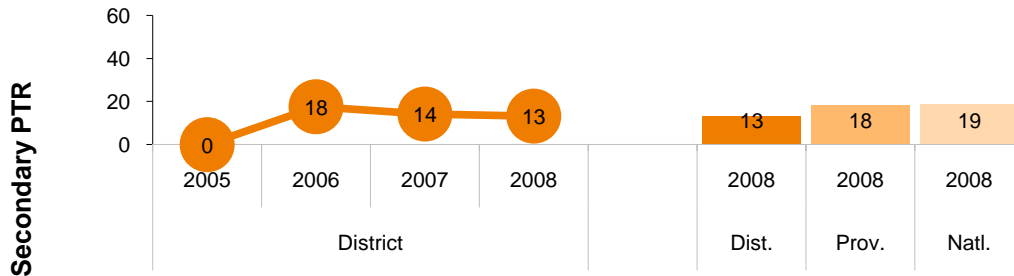 Secondary PTR
60
40
20
0
0 18 14 13 13 18 19
2005 2006 2007 2008 2008 2008 2008
District Dist. Prov. Natl.